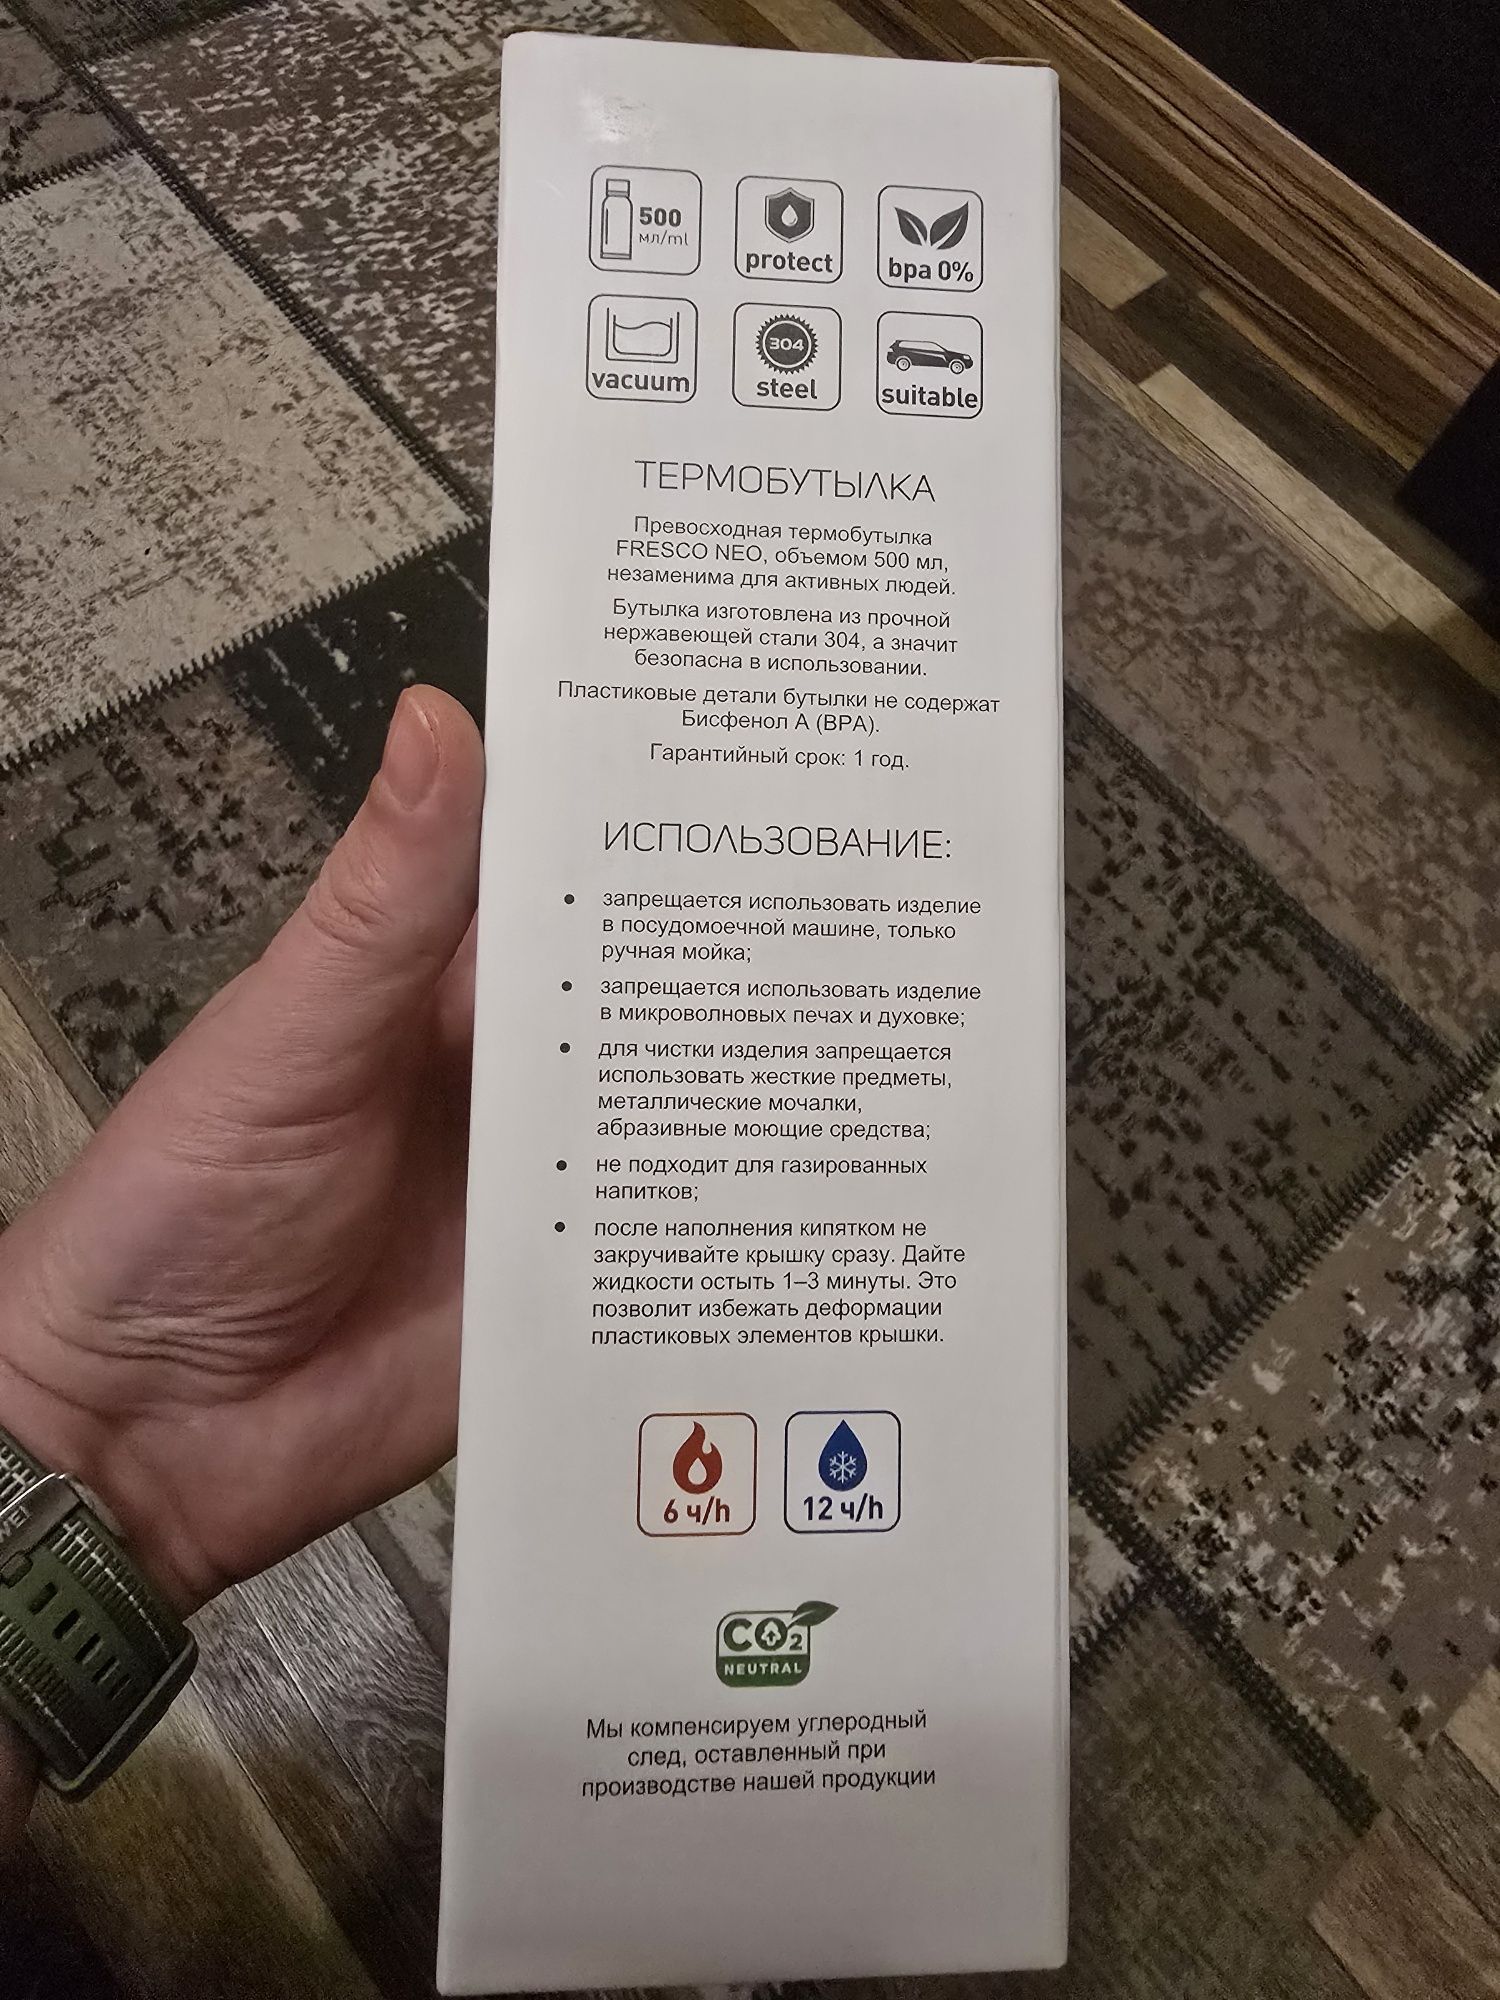 500
мл/ml
protect
bpa 0%
vacuum
304
steel
suitable
ТЕРМОБУТЫЛКА
Превосходная термобутылка
FRESCO NEO, объемом 500 мл,
незаменима для активных людей.
Бутылка изготовлена из прочной
нержавеющей стали 304, а значит
безопасна в использовании.
Пластиковые детали бутылки не содержат
Бисфенол А (BPA).
Гарантийный срок: 1 год.
ИСПОЛЬЗОВАНИЕ:
• запрещается использовать изделие
в посудомоечной машине, только
ручная мойка;
• запрещается использовать изделие
в микроволновых печах и духовке;
• для чистки изделия запрещается
использовать жесткие предметы,
металлические мочалки,
абразивные моющие средства;
• не подходит для газированных
напитков;
• после наполнения кипятком не
закручивайте крышку сразу. Дайте
жидкости остыть 1–3 минуты. Это
позволит избежать деформации
пластиковых элементов крышки.
6 ч/h
12 ч/h
CO2
NEUTRAL
Мы компенсируем углеродный
след, оставленный при
производстве нашей продукции